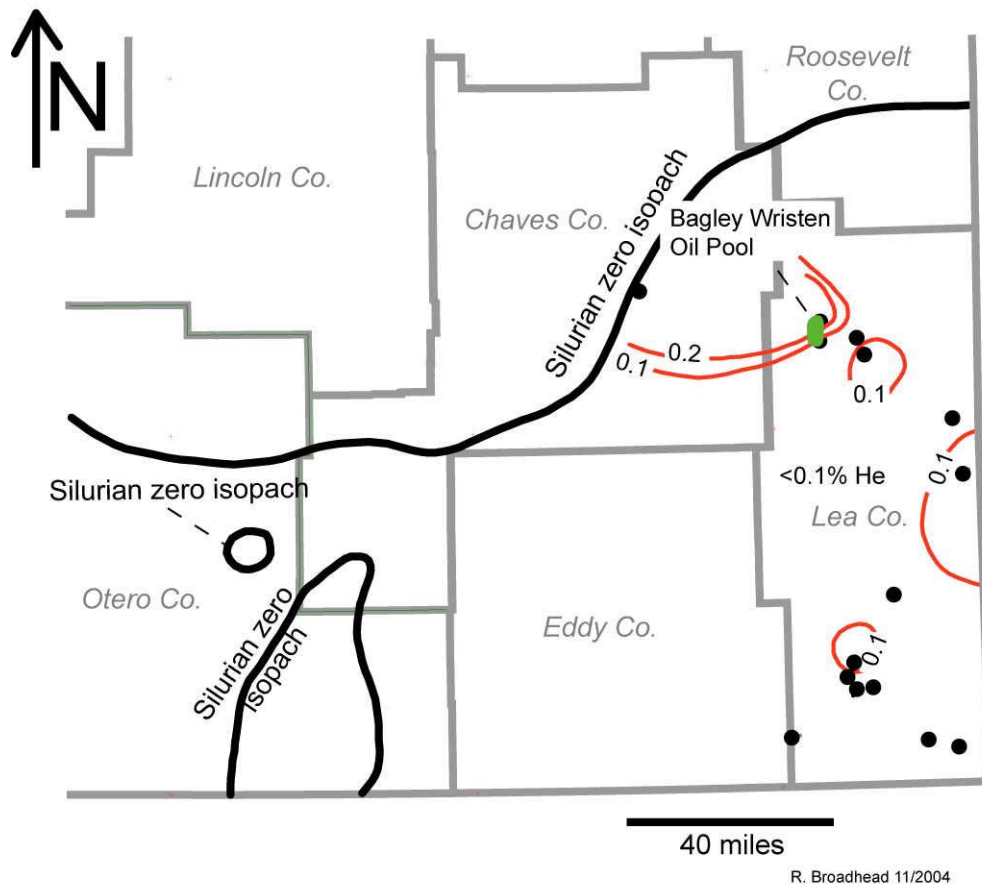 N
Roosevelt
Co.
Lincoln Co.
Chaves Co.
Silurian zero isopach
Bagley Wristen
Oil Pool
0.2
0.1
0.1
0.1
<0.1% He
Lea Co.
Silurian zero isopach
Otero Co.
Silurian zero
isopach
Eddy Co.
0.1
40 miles
R. Broadhead 11/2004